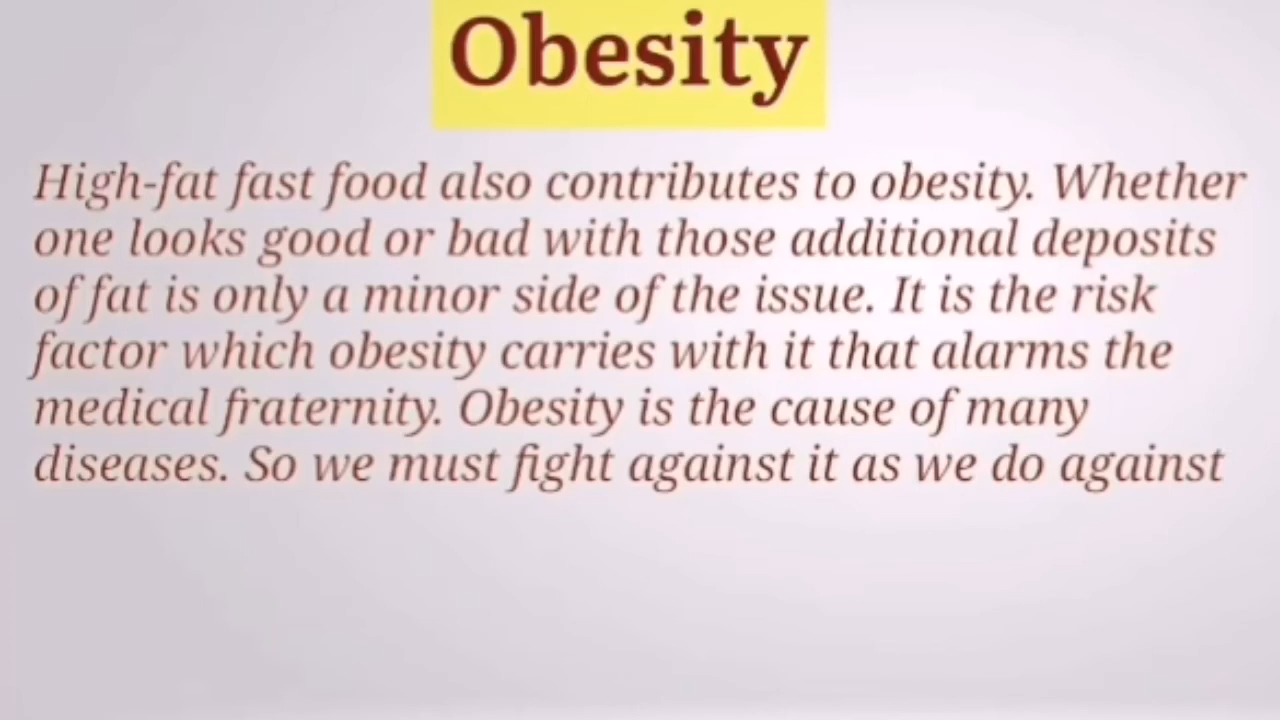 Obesity
High-fat fast food also contributes to obesity. Whether
one looks good or bad with those additional deposits
of fat is only a minor side of the issue. It is the risk
factor which obesity carries with it that alarms the
medical fraternity. Obesity is the cause of many
diseases. So we must fight against it as we do against